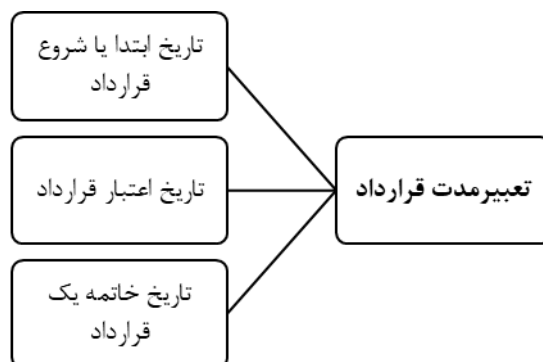 تعبیرمدت قرارداد
تاریخ ابتدا یا شروع
قرارداد
تاریخ اعتبار قرارداد
تاریخ خاتمه یک
قرارداد